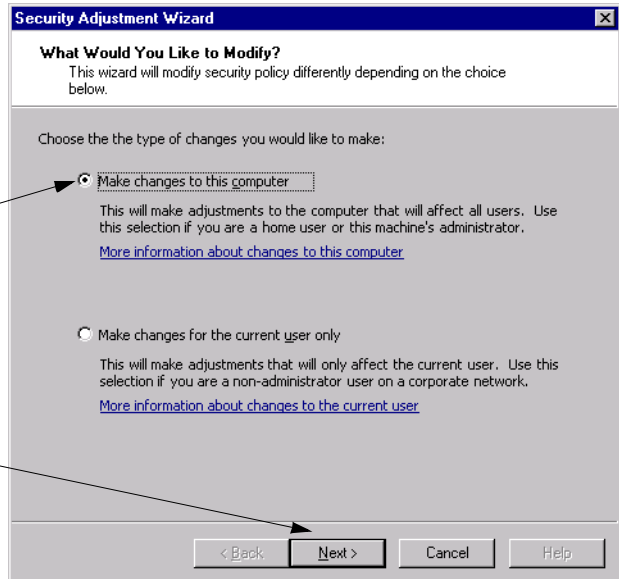 Security Adjustment Wizard
What Would You Like to Modify?
This wizard will modify security policy differently depending on the choice
below.
Choose the the type of changes you would like to make:
Make changes to this computer
This will make adjustments to the computer that will affect all users. Use
this selection if you are a home user or this machine's administrator.
More information about changes to this computer
Make changes for the current user only
This will make adjustments that will only affect the current user. Use this
selection if you are a non-administrator user on a corporate network.
More information about changes to the current user
< Back
Next >
Cancel
Help